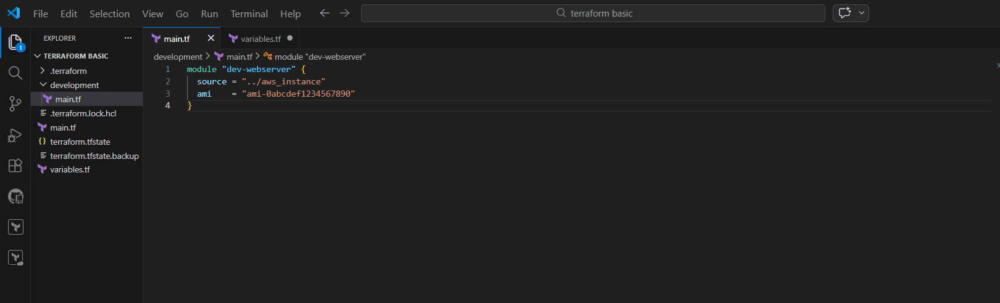 File Edit Selection View Go Run Terminal Help
terraform basic
EXPLORER ...
TERRAFORM BASIC
.terraform
development
main.tf
.terraform.lock.hcl
main.tf
{} terraform.tfstate
terraform.tfstate.backup
variables.tf
1
main.tf
variables.tf
development > main.tf > module "dev-webserver"
1 module "dev-webserver" {
2 source = "../aws_instance"
3 ami = "ami-0abcdef1234567890"
4 }